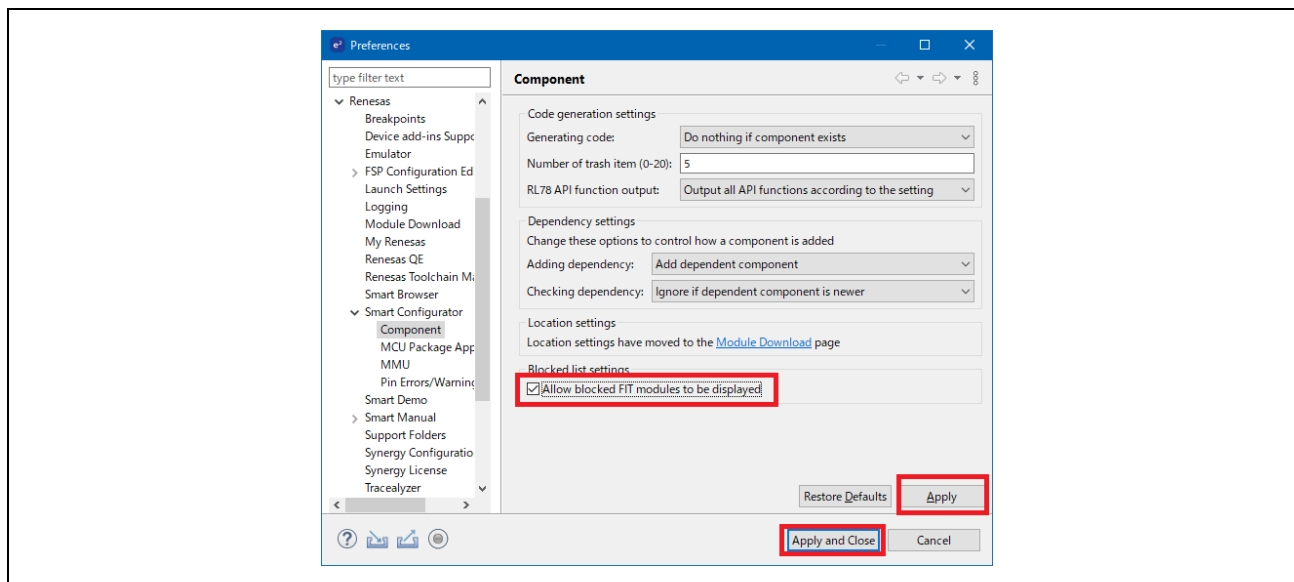 e² Preferences
type filter text
Renesas
Breakpoints
Device add-ins Suppc
Emulator
FSP Configuration Ed
Launch Settings
Logging
Module Download
My Renesas
Renesas QE
Renesas Toolchain Ma
Smart Browser
Smart Configurator
Component
MCU Package App
MMU
Pin Errors/Warning
Smart Demo
Smart Manual
Support Folders
Synergy Configuratio
Synergy License
Tracealyzer
Component
Code generation settings
Generating code: Do nothing if component exists
Number of trash item (0-20): 5
RL78 API function output: Output all API functions according to the setting
Dependency settings
Change these options to control how a component is added
Adding dependency: Add dependent component
Checking dependency: Ignore if dependent component is newer
Location settings
Location settings have moved to the Module Download page
Blocked list settings
Allow blocked FIT modules to be displayed
Restore Defaults Apply
? Apply and Close Cancel